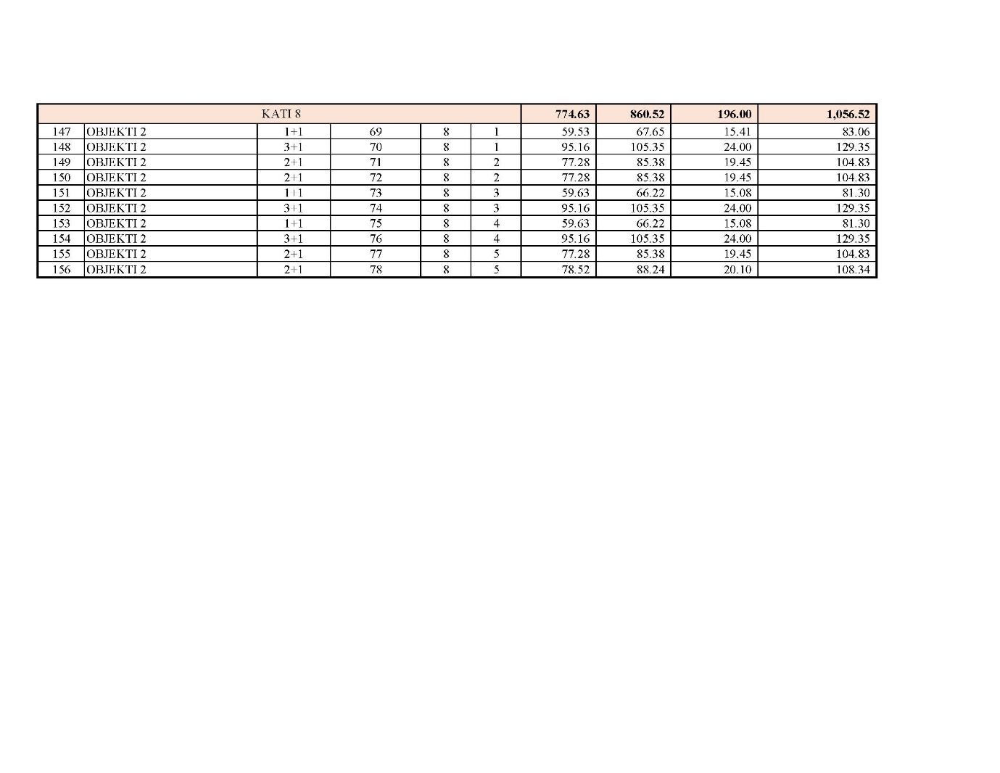 KATI 8 774.63 860.52 196.00 1,056.52
147 OBJEKTI 2 1+1 69 8 1 59.53 67.65 15.41 83.06
148 OBJEKTI 2 3+1 70 8 1 95.16 105.35 24.00 129.35
149 OBJEKTI 2 2+1 71 8 2 77.28 85.38 19.45 104.83
150 OBJEKTI 2 2+1 72 8 2 77.28 85.38 19.45 104.83
151 OBJEKTI 2 1+1 73 8 3 59.63 66.22 15.08 81.30
152 OBJEKTI 2 3+1 74 8 3 95.16 105.35 24.00 129.35
153 OBJEKTI 2 1+1 75 8 4 59.63 66.22 15.08 81.30
154 OBJEKTI 2 3+1 76 8 4 95.16 105.35 24.00 129.35
155 OBJEKTI 2 2+1 77 8 5 77.28 85.38 19.45 104.83
156 OBJEKTI 2 2+1 78 8 5 78.52 88.24 20.10 108.34